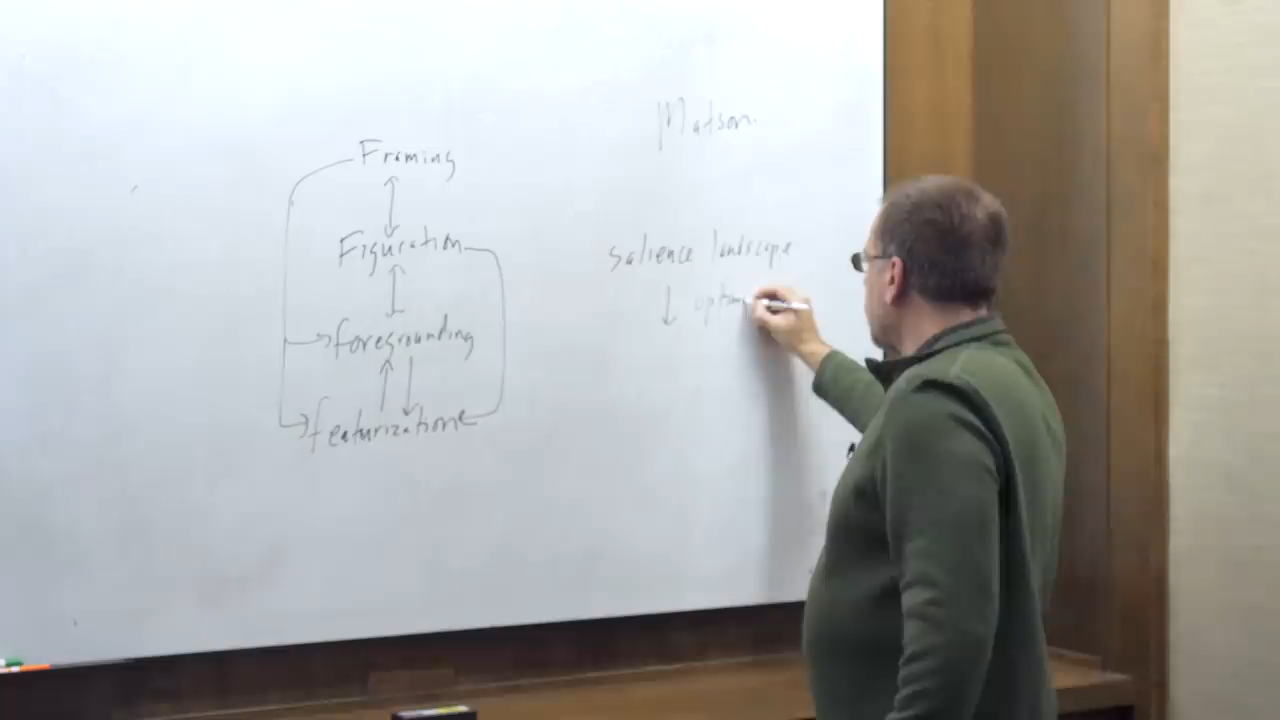 Framing
Figuration
foregrounding
featurization
Matson
salience landscape